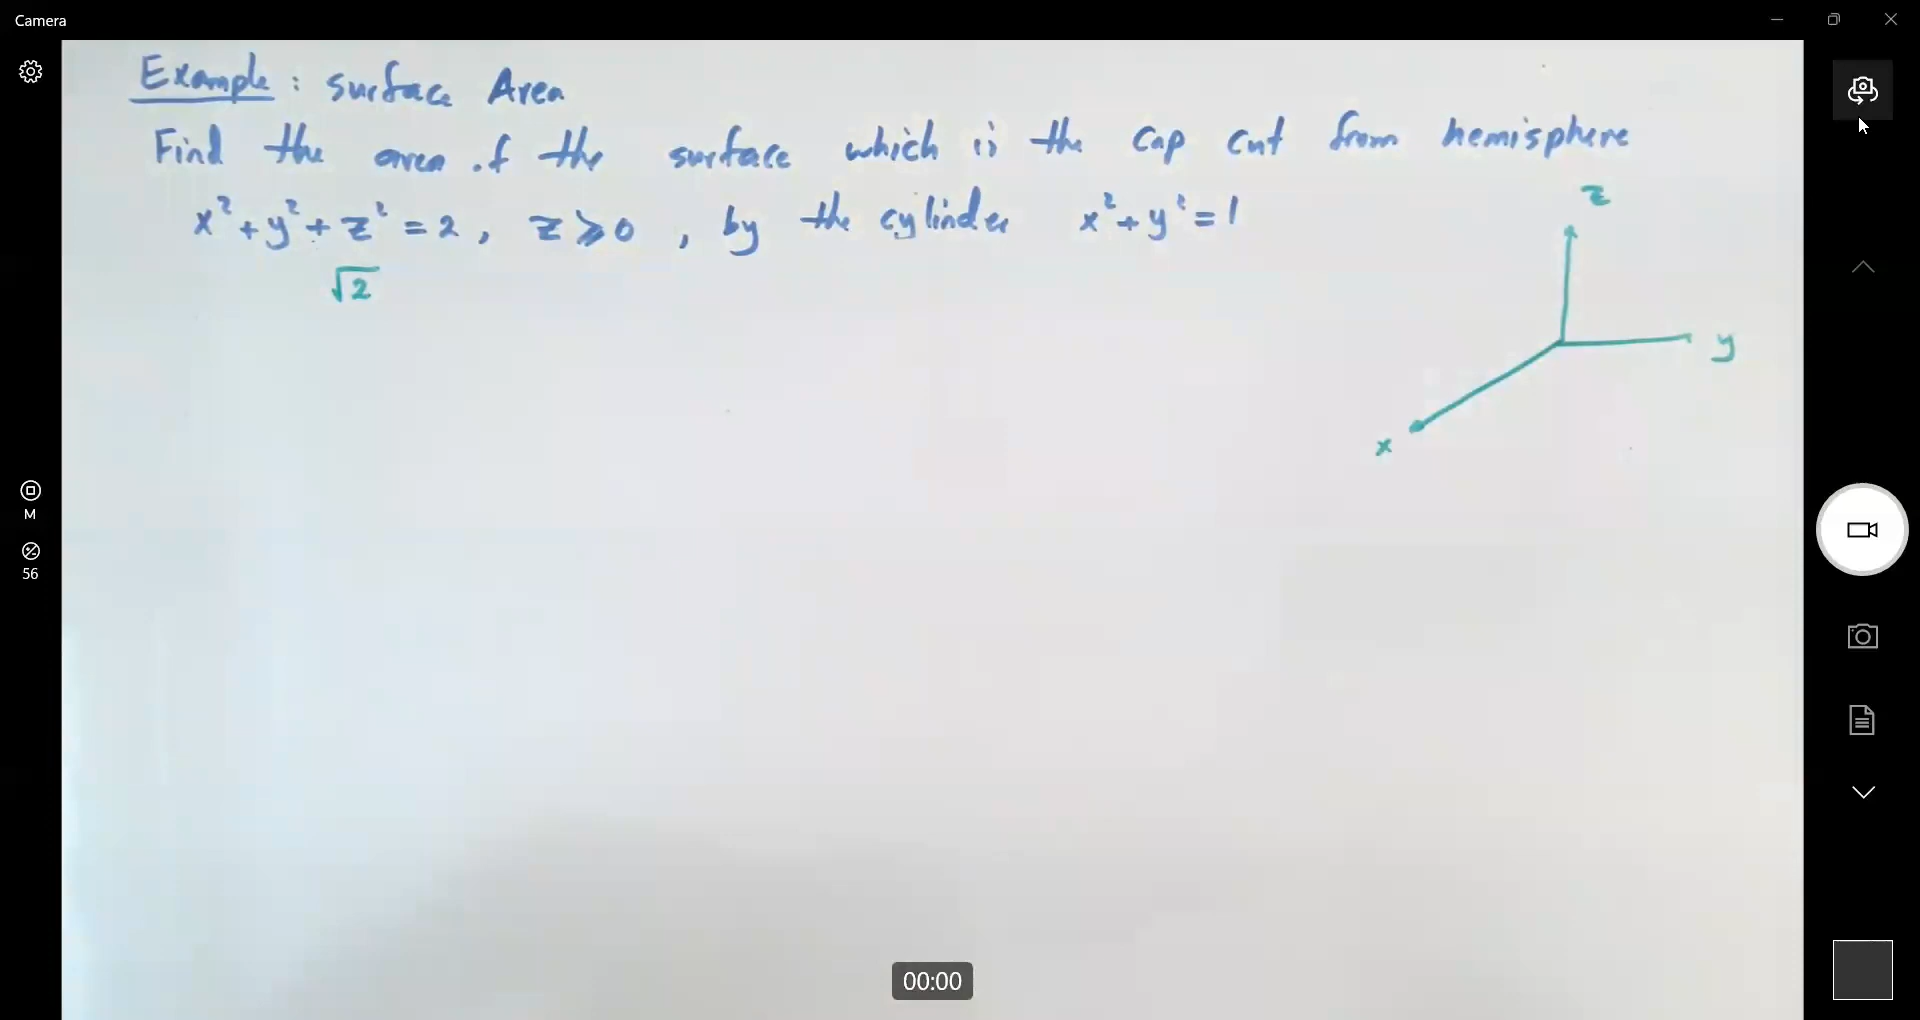 Camera
Example : surface Area
Find the area of the surface which is the cap cut from hemisphere
x² + y² + z² = 2 , z ⩾ 0 , by the cylinder x² + y² = 1
√2
z
y
x
M
56
00:00